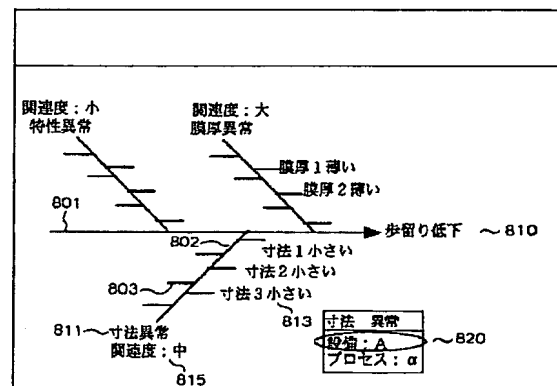 関連度：小
特性異常
関連度：大
膜厚異常
膜厚1薄い
膜厚2薄い
801
802
歩留り低下
810
寸法1小さい
寸法2小さい
803
寸法3小さい
813
811
寸法異常
関連度：中
815
寸法 異常
設備：A
プロセス：α
820